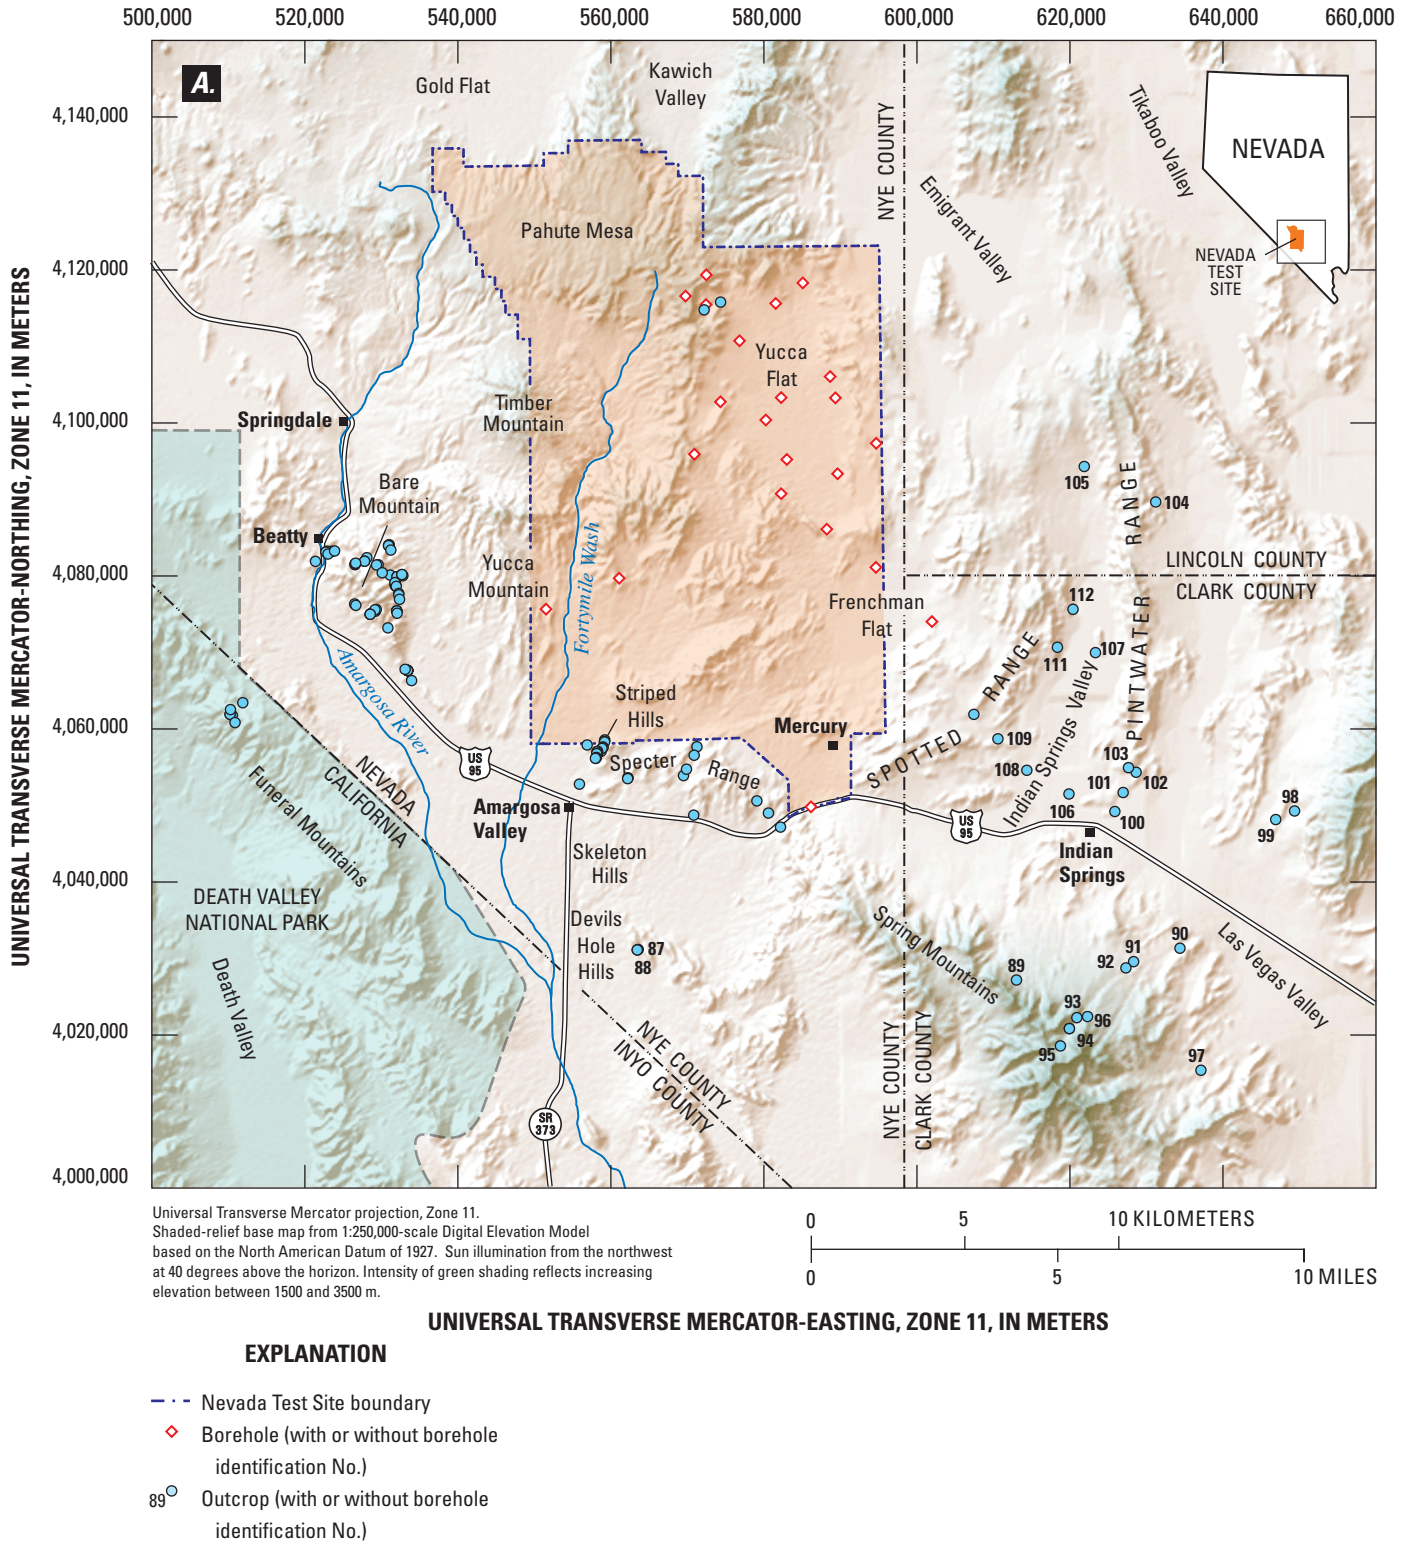 500,000 520,000 540,000 560,000 580,000 600,000 620,000 640,000 660,000
A.
Gold Flat
Kawich
Valley
Tikaboo Valley
NEVADA
NEVADA
TEST
SITE
4,140,000
4,120,000
4,100,000
4,080,000
4,060,000
4,040,000
4,020,000
4,000,000
UNIVERSAL TRANSVERSE MERCATOR-NORTHING, ZONE 11, IN METERS
NYE COUNTY
Emigrant Valley
Pahute Mesa
Yucca
Flat
Timber
Mountain
Springdale
Bare
Mountain
Beatty
Yucca
Mountain
Fortymile Wash
Frenchman
Flat
105
104
RANGE
LINCOLN COUNTY
CLARK COUNTY
112
111
107
PINTWATER
SPOTTED RANGE
Indian Springs Valley
109
108
103
102
101
106
100
98
99
Amargosa River
Striped
Hills
Mercury
Specter
Range
US
95
US
95
NEVADA
CALIFORNIA
Funeral Mountains
Amargosa
Valley
Indian
Springs
Skeleton
Hills
DEATH VALLEY
NATIONAL PARK
Death Valley
Devils
Hole
Hills
87
88
Spring Mountains
89
90
91
92
93
96
94
95
97
Las Vegas Valley
NYE COUNTY
INYO COUNTY
NYE COUNTY
CLARK COUNTY
SR
373
Universal Transverse Mercator projection, Zone 11.
Shaded-relief base map from 1:250,000-scale Digital Elevation Model
based on the North American Datum of 1927. Sun illumination from the northwest
at 40 degrees above the horizon. Intensity of green shading reflects increasing
elevation between 1500 and 3500 m.
0 5 10 KILOMETERS
0 5 10 MILES
UNIVERSAL TRANSVERSE MERCATOR-EASTING, ZONE 11, IN METERS
EXPLANATION
Nevada Test Site boundary
Borehole (with or without borehole
identification No.)
89 Outcrop (with or without borehole
identification No.)